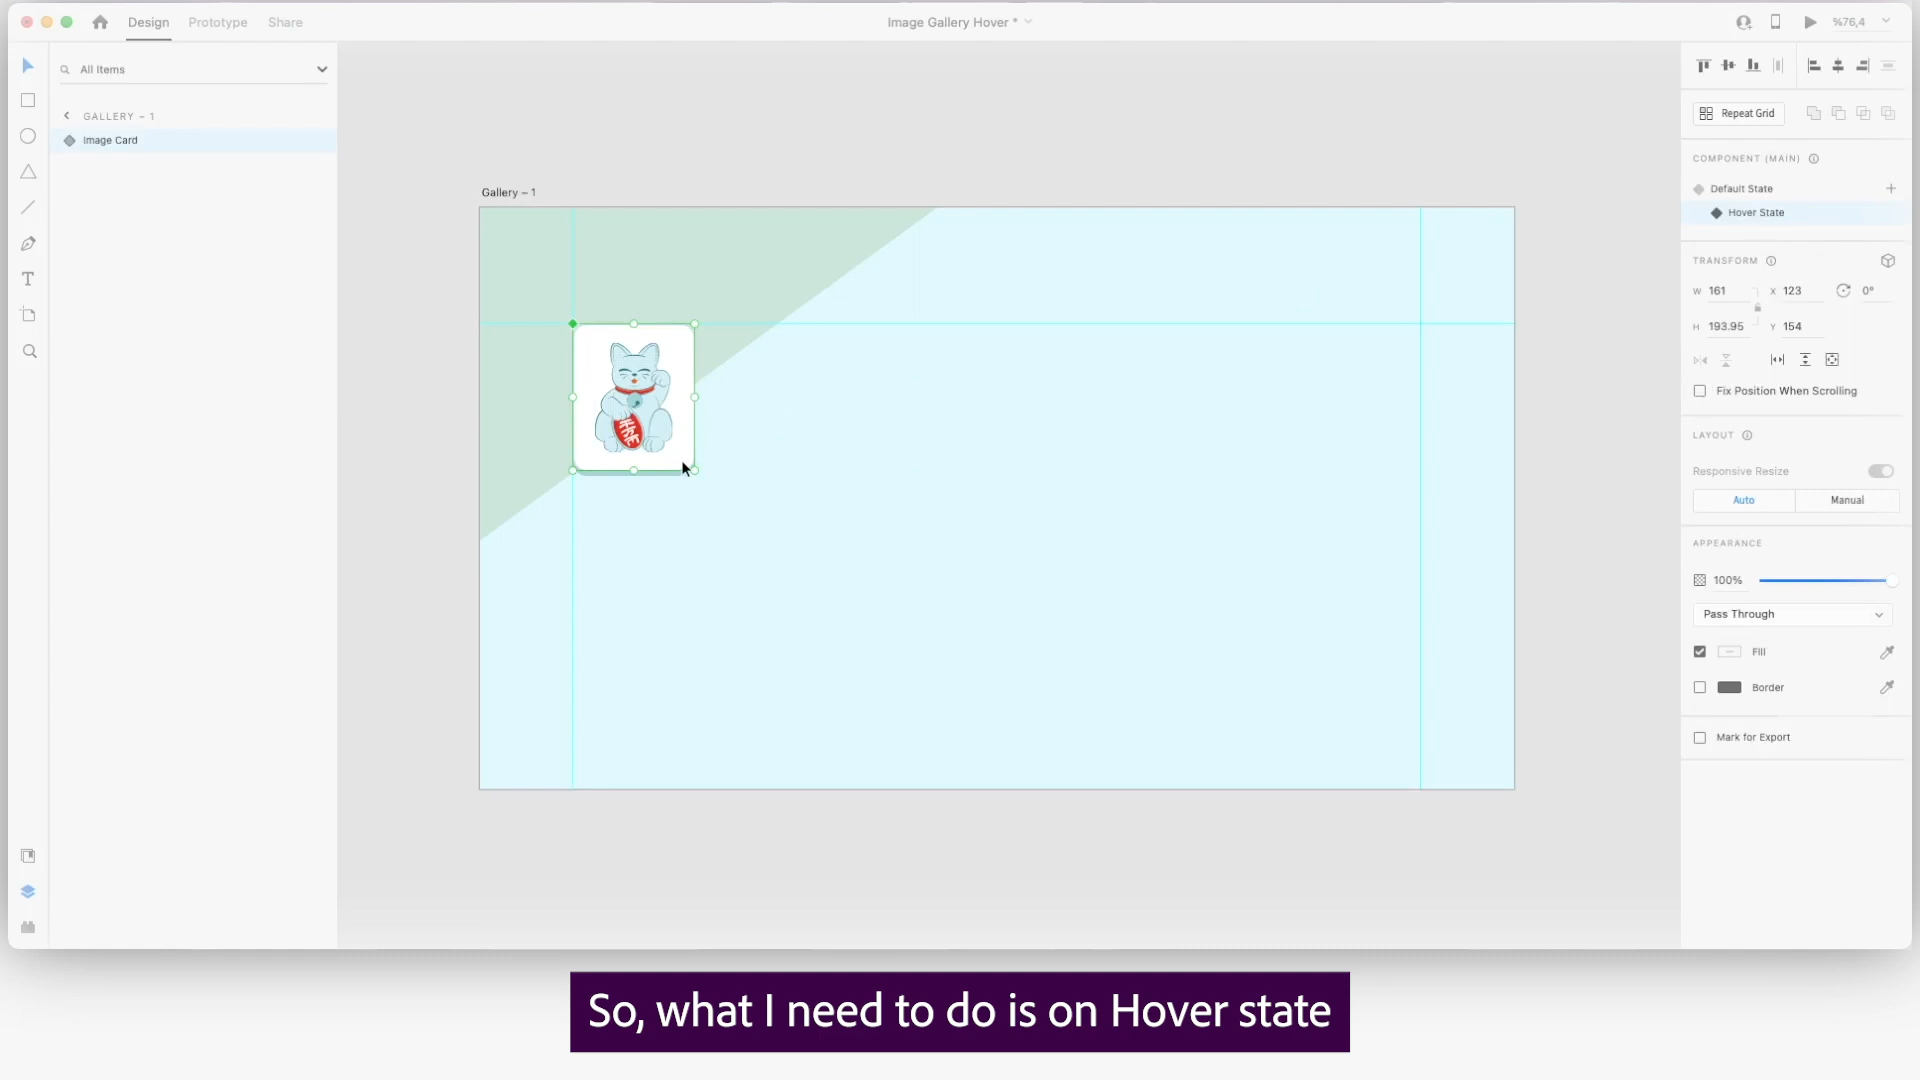 Design Prototype Share
Image Gallery Hover *
%76,4
All Items
GALLERY – 1
Image Card
Gallery – 1
Repeat Grid
COMPONENT (MAIN)
Default State
Hover State
TRANSFORM
W 161 X 123 0°
H 193.95 Y 154
Fix Position When Scrolling
LAYOUT
Responsive Resize
Auto Manual
APPEARANCE
100%
Pass Through
Fill
Border
Mark for Export
So, what I need to do is on Hover state